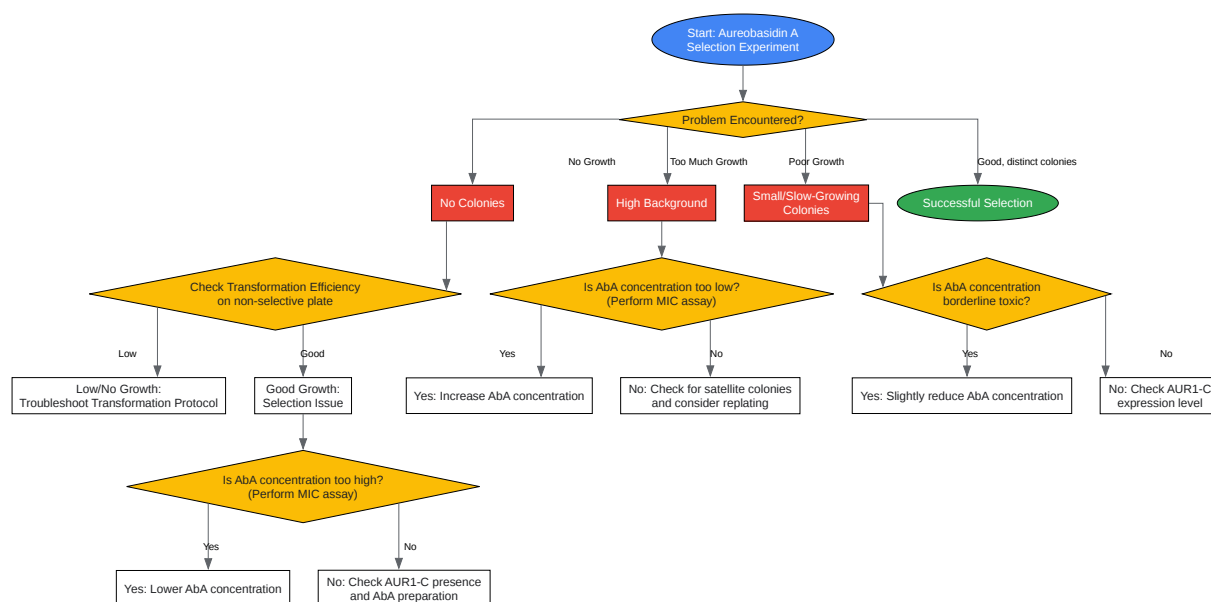 Start: Aureobasidin A
Selection Experiment
Problem Encountered?
No Growth
Too Much Growth
Poor Growth
Good, distinct colonies
No Colonies
High Background
Small/Slow-Growing
Colonies
Successful Selection
Check Transformation Efficiency
on non-selective plate
Is AbA concentration too low?
(Perform MIC assay)
Is AbA concentration
borderline toxic?
Low
Good
Yes
No
Yes
No
Low/No Growth:
Troubleshoot Transformation Protocol
Good Growth:
Selection Issue
Yes: Increase AbA concentration
No: Check for satellite colonies
and consider replating
Yes: Slightly reduce AbA concentration
No: Check AUR1-C
expression level
Is AbA concentration too high?
(Perform MIC assay)
Yes
No
Yes: Lower AbA concentration
No: Check AUR1-C presence
and AbA preparation